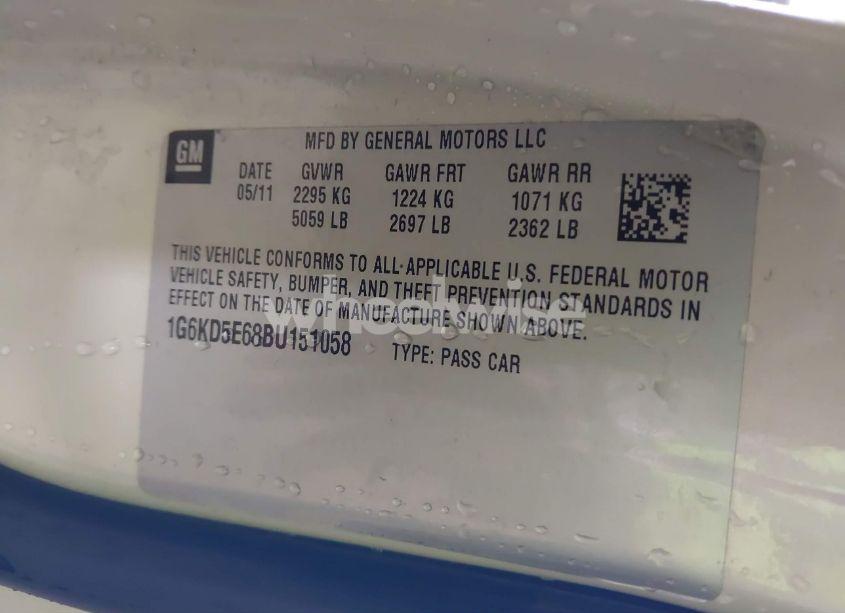 GM
MFD BY GENERAL MOTORS LLC
DATE GVWR GAWR FRT GAWR RR
05/11 2295 KG 1224 KG 1071 KG
5059 LB 2697 LB 2362 LB
THIS VEHICLE CONFORMS TO ALL APPLICABLE U.S. FEDERAL MOTOR
VEHICLE SAFETY, BUMPER, AND THEFT PREVENTION STANDARDS IN
EFFECT ON THE DATE OF MANUFACTURE SHOWN ABOVE.
1G6KD5E68BU151058 TYPE: PASS CAR
wheelwise